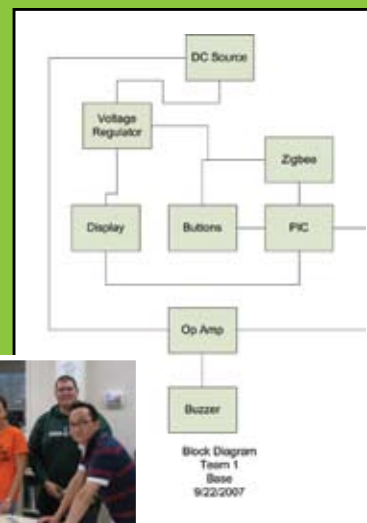 DC Source
Voltage
Regulator
Zigbee
Display
Buttons
PIC
Op Amp
Buzzer
Block Diagram
Team 1
Base
9/22/2007